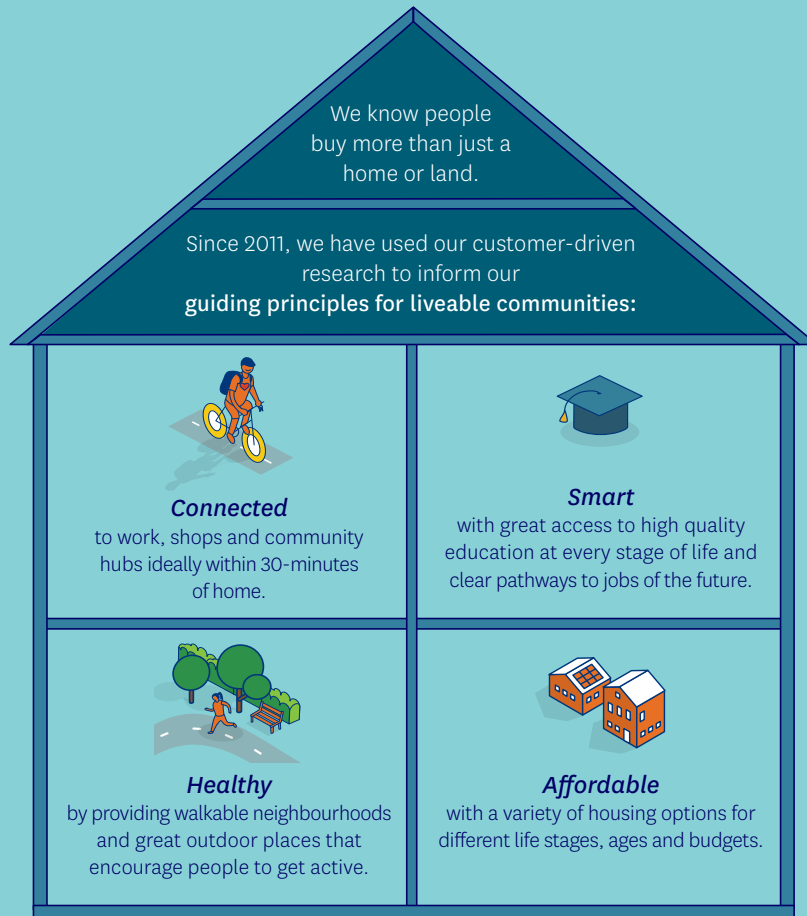 We know people
buy more than just a
home or land.
Since 2011, we have used our customer-driven
research to inform our
guiding principles for liveable communities:
Connected
to work, shops and community
hubs ideally within 30-minutes
of home.
Smart
with great access to high quality
education at every stage of life and
clear pathways to jobs of the future.
Healthy
by providing walkable neighbourhoods
and great outdoor places that
encourage people to get active.
Affordable
with a variety of housing options for
different life stages, ages and budgets.